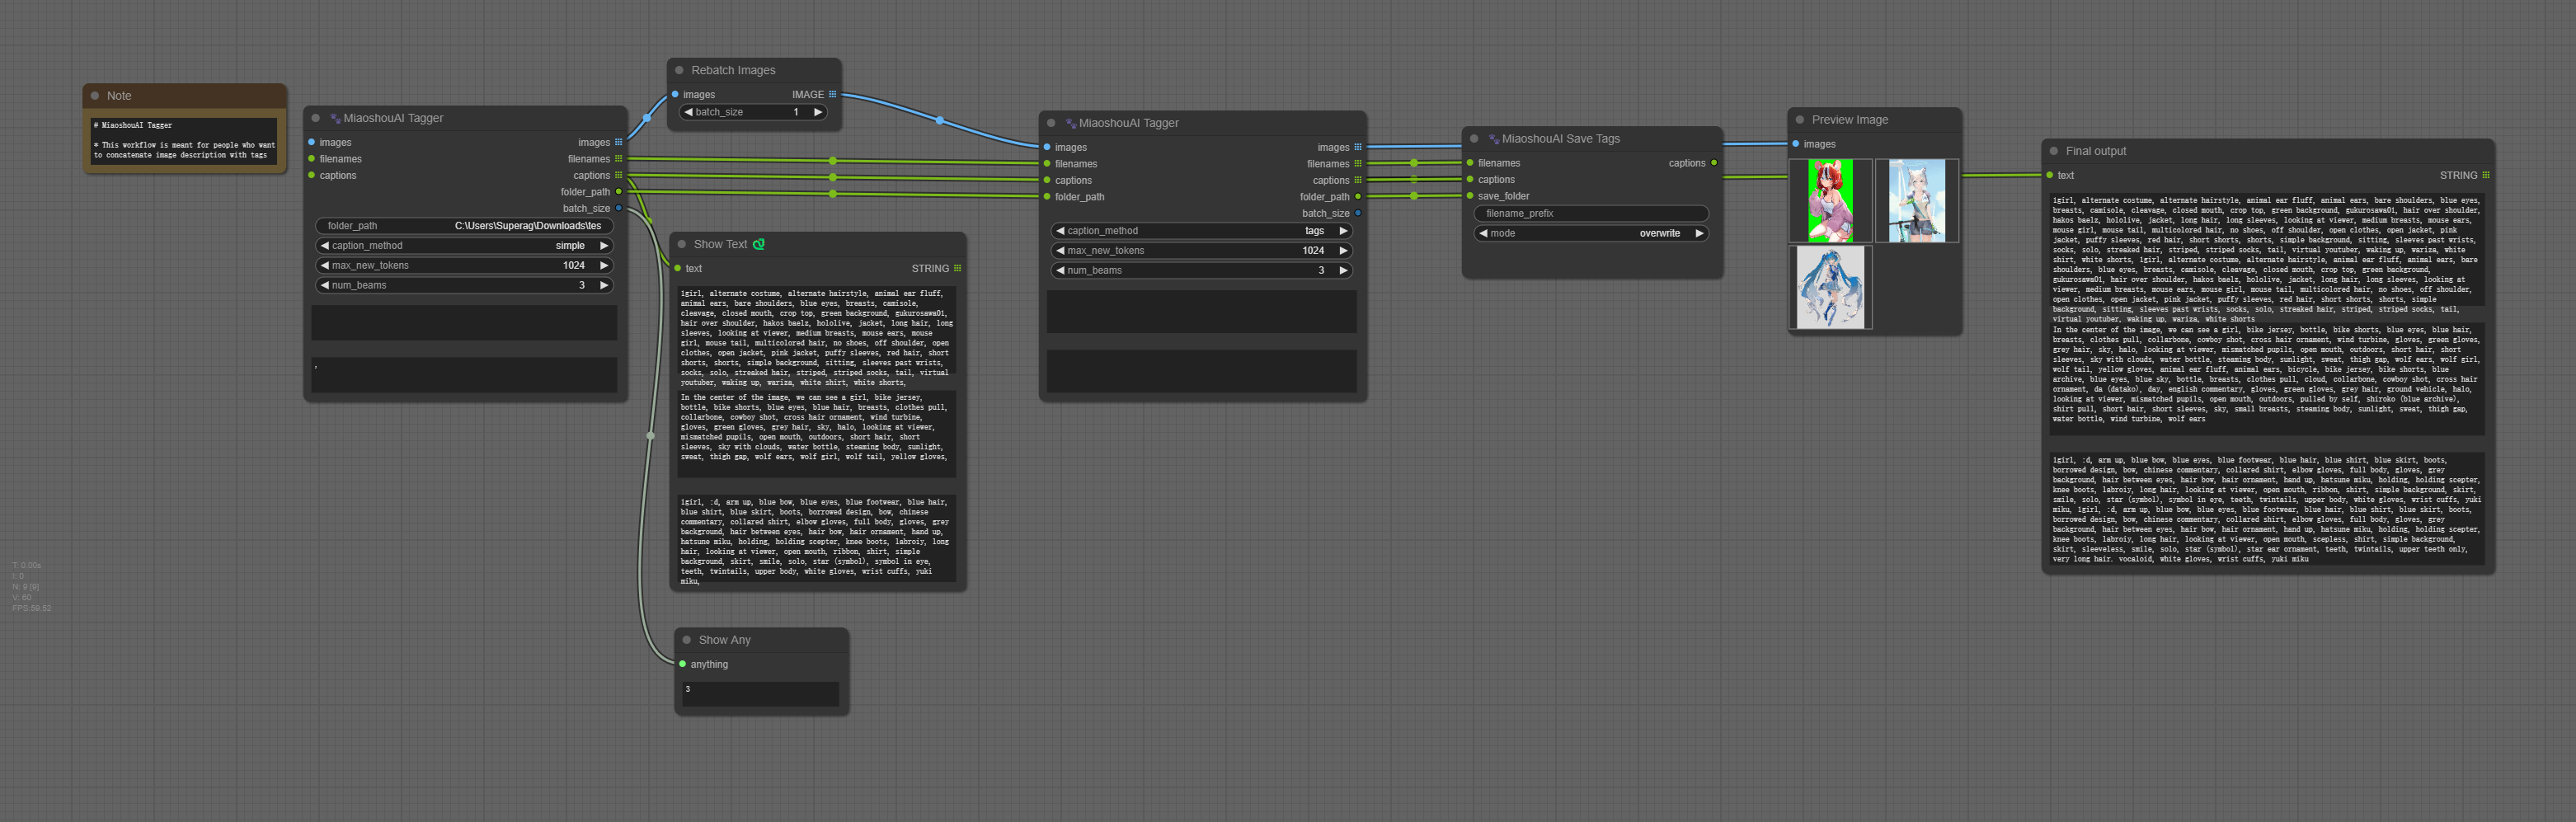 Note
# MiaoshouAI Tagger
* This workflow is meant for people who want
to concatenate image description with tags
MiaoshouAI Tagger
images
filenames
captions
images
filenames
captions
folder_path
batch_size
folder_path C:\Users\Superag\Downloads\tes
caption_method simple
max_new_tokens 1024
num_beams 3
,
Rebatch Images
images IMAGE
batch_size 1
Show Text
text STRING
1girl, alternate costume, alternate hairstyle, animal ear fluff,
animal ears, bare shoulders, blue eyes, breasts, camisole,
cleavage, closed mouth, crop top, green background, gukurosawa01,
hair over shoulder, hakos baelz, hololive, jacket, long hair, long
sleeves, looking at viewer, medium breasts, mouse ears, mouse
girl, mouse tail, multicolored hair, no shoes, off shoulder, open
clothes, open jacket, pink jacket, puffy sleeves, red hair, short
shorts, shorts, simple background, sitting, sleeves past wrists,
socks, solo, streaked hair, striped, striped socks, tail, virtual
youtuber, waking up, wariza, white shirt, white shorts,
In the center of the image, we can see a girl, bike jersey,
bottle, bike shorts, blue eyes, blue hair, breasts, clothes pull,
collarbone, cowboy shot, cross hair ornament, wind turbine,
gloves, green gloves, grey hair, sky, halo, looking at viewer,
mismatched pupils, open mouth, outdoors, short hair, short
sleeves, sky with clouds, water bottle, steaming body, sunlight,
sweat, thigh gap, wolf ears, wolf girl, wolf tail, yellow gloves,
1girl, :d, arm up, blue bow, blue eyes, blue footwear, blue hair,
blue shirt, blue skirt, boots, borrowed design, bow, chinese
commentary, collared shirt, elbow gloves, full body, gloves, grey
background, hair between eyes, hair bow, hair ornament, hand up,
hatsune miku, holding, holding scepter, knee boots, labroiy, long
hair, looking at viewer, open mouth, ribbon, shirt, simple
background, skirt, smile, solo, star (symbol), symbol in eye,
teeth, twintails, upper body, white gloves, wrist cuffs, yuki
miku,
Show Any
anything
3
MiaoshouAI Tagger
images
filenames
captions
folder_path
images
filenames
captions
folder_path
batch_size
caption_method tags
max_new_tokens 1024
num_beams 3
MiaoshouAI Save Tags
filenames captions
captions
save_folder
filename_prefix
mode overwrite
Preview Image
images
Final output
text STRING
1girl, alternate costume, alternate hairstyle, animal ear fluff, animal ears, bare shoulders, blue eyes,
breasts, camisole, cleavage, closed mouth, crop top, green background, gukurosawa01, hair over shoulder,
hakos baelz, hololive, jacket, long hair, long sleeves, looking at viewer, medium breasts, mouse ears,
mouse girl, mouse tail, multicolored hair, no shoes, off shoulder, open clothes, open jacket, pink
jacket, puffy sleeves, red hair, short shorts, shorts, simple background, sitting, sleeves past wrists,
socks, solo, streaked hair, striped, striped socks, tail, virtual youtuber, waking up, wariza, white
shirt, white shorts, 1girl, alternate costume, alternate hairstyle, animal ear fluff, animal ears, bare
shoulders, blue eyes, breasts, camisole, cleavage, closed mouth, crop top, green background,
gukurosawa01, hair over shoulder, hakos baelz, hololive, jacket, long hair, long sleeves, looking at
viewer, medium breasts, mouse ears, mouse girl, mouse tail, multicolored hair, no shoes, off shoulder,
open clothes, open jacket, pink jacket, puffy sleeves, red hair, short shorts, shorts, simple
background, sitting, sleeves past wrists, socks, solo, streaked hair, striped, striped socks, tail,
virtual youtuber, waking up, wariza, white shorts
In the center of the image, we can see a girl, bike jersey, bottle, bike shorts, blue eyes, blue hair,
breasts, clothes pull, collarbone, cowboy shot, cross hair ornament, wind turbine, gloves, green gloves,
grey hair, sky, halo, looking at viewer, mismatched pupils, open mouth, outdoors, short hair, short
sleeves, sky with clouds, water bottle, steaming body, sunlight, sweat, thigh gap, wolf ears, wolf girl,
wolf tail, yellow gloves, animal ear fluff, animal ears, bicycle, bike jersey, bike shorts, blue
archive, blue eyes, blue sky, bottle, breasts, clothes pull, cloud, collarbone, cowboy shot, cross hair
ornament, da (datako), day, english commentary, gloves, green gloves, grey hair, ground vehicle, halo,
looking at viewer, mismatched pupils, open mouth, outdoors, pulled by self, shiroko (blue archive),
shirt pull, short hair, short sleeves, sky, small breasts, steaming body, sunlight, sweat, thigh gap,
water bottle, wind turbine, wolf ears
1girl, :d, arm up, blue bow, blue eyes, blue footwear, blue hair, blue shirt, blue skirt, boots,
borrowed design, bow, chinese commentary, collared shirt, elbow gloves, full body, gloves, grey
background, hair between eyes, hair bow, hair ornament, hand up, hatsune miku, holding, holding scepter,
knee boots, labroiy, long hair, looking at viewer, open mouth, ribbon, shirt, simple background, skirt,
smile, solo, star (symbol), symbol in eye, teeth, twintails, upper body, white gloves, wrist cuffs, yuki
miku, 1girl, :d, arm up, blue bow, blue eyes, blue footwear, blue hair, blue shirt, blue skirt, boots,
borrowed design, bow, chinese commentary, collared shirt, elbow gloves, full body, gloves, grey
background, hair between eyes, hair bow, hair ornament, hand up, hatsune miku, holding, holding scepter,
knee boots, labroiy, long hair, looking at viewer, open mouth, scepless, shirt, simple background,
skirt, sleeveless, smile, solo, star (symbol), star ear ornament, teeth, twintails, upper teeth only,
very long hair. vocaloid, white gloves, wrist cuffs, yuki miku
T: 0.00s
I: 0
N: 9 [9]
V: 60
FPS:59.52